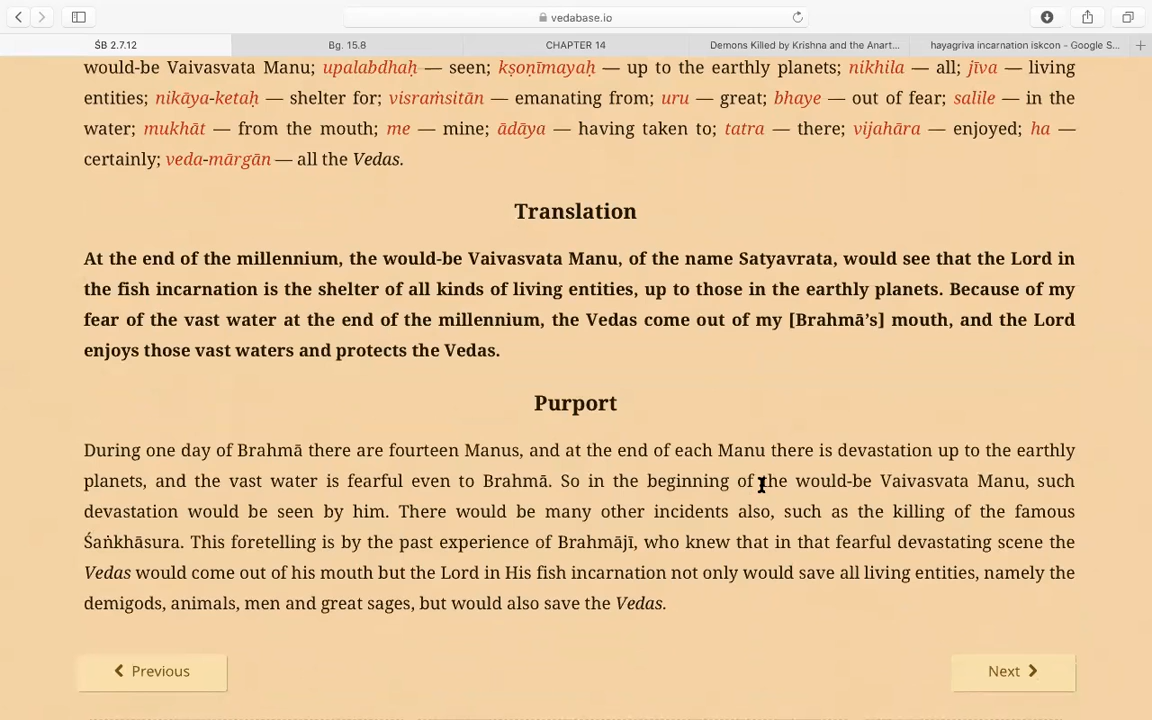 vedabase.io
ŚB 2.7.12
Bg. 15.8
CHAPTER 14
Demons Killed by Krishna and the Anart...
hayagriva incarnation iskcon - Google S...
would-be Vaivasvata Manu; upalabdhaḥ — seen; kṣoṇīmayaḥ — up to the earthly planets; nikhila — all; jīva — living
entities; nikāya-ketaḥ — shelter for; visraṁsitān — emanating from; uru — great; bhaye — out of fear; salile — in the
water; mukhāt — from the mouth; me — mine; ādāya — having taken to; tatra — there; vijahāra — enjoyed; ha —
certainly; veda-mārgān — all the Vedas.
Translation
At the end of the millennium, the would-be Vaivasvata Manu, of the name Satyavrata, would see that the Lord in
the fish incarnation is the shelter of all kinds of living entities, up to those in the earthly planets. Because of my
fear of the vast water at the end of the millennium, the Vedas come out of my [Brahmā’s] mouth, and the Lord
enjoys those vast waters and protects the Vedas.
Purport
During one day of Brahmā there are fourteen Manus, and at the end of each Manu there is devastation up to the earthly
planets, and the vast water is fearful even to Brahmā. So in the beginning of the would-be Vaivasvata Manu, such
devastation would be seen by him. There would be many other incidents also, such as the killing of the famous
Śaṅkhāsura. This foretelling is by the past experience of Brahmājī, who knew that in that fearful devastating scene the
Vedas would come out of his mouth but the Lord in His fish incarnation not only would save all living entities, namely the
demigods, animals, men and great sages, but would also save the Vedas.
Previous
Next